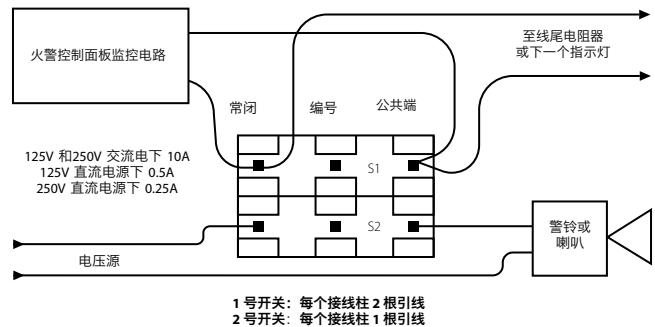 火警控制面板监控电路
至线尾电阻器
或下一个指示灯
常闭
编号
公共端
125V 和250V 交流电下 10A
125V 直流电源下 0.5A
250V 直流电源下 0.25A
S1
S2
警铃或
喇叭
电压源
1 号开关：每个接线柱 2 根引线
2 号开关：每个接线柱 1 根引线